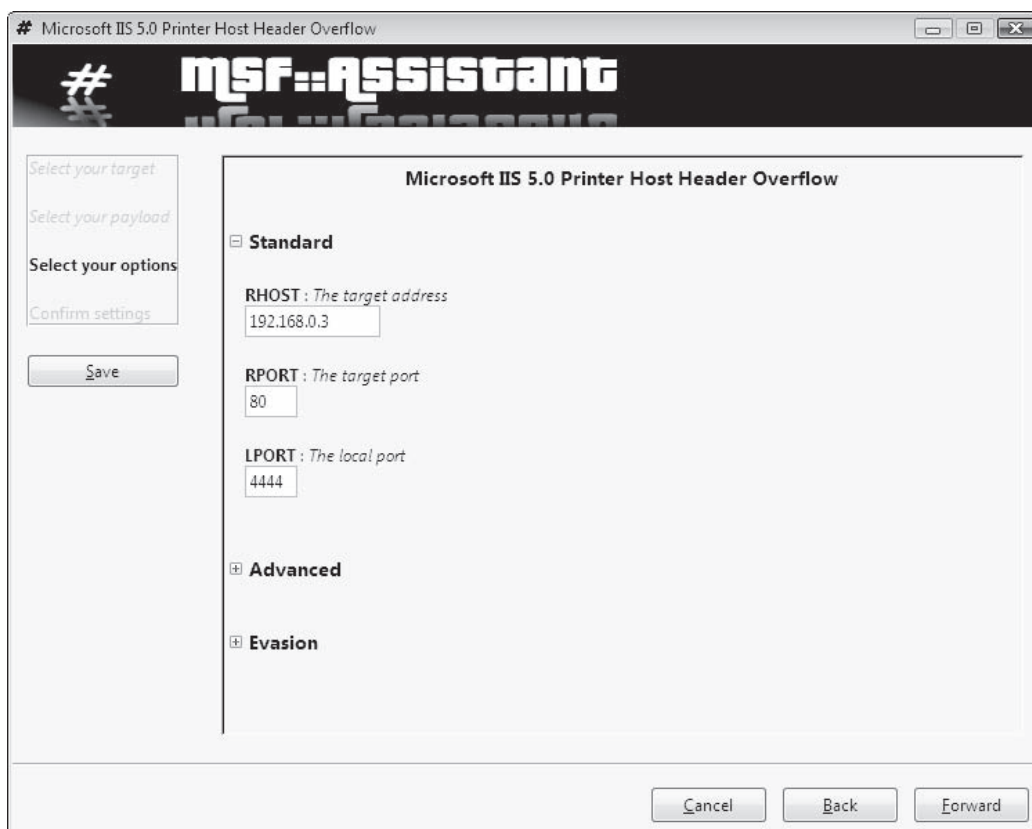 # Microsoft IIS 5.0 Printer Host Header Overflow
# msf::Assistant
Select your target
Select your payload
Select your options
Confirm settings
Save
Microsoft IIS 5.0 Printer Host Header Overflow
Standard
RHOST : The target address
192.168.0.3
RPORT : The target port
80
LPORT : The local port
4444
Advanced
Evasion
Cancel
Back
Forward